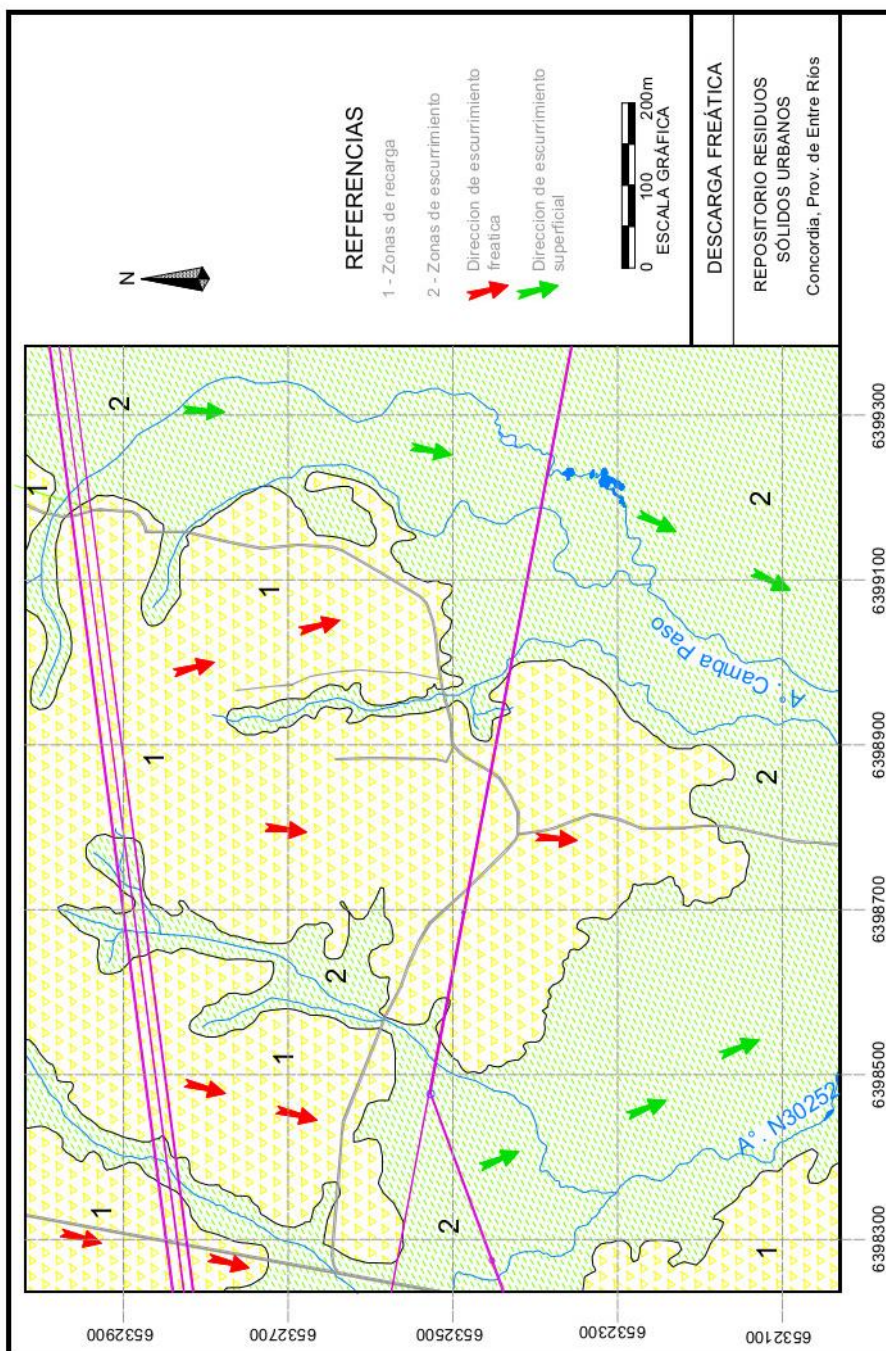 REFERENCIAS
1 - Zonas de recarga
2 - Zonas de escurrimiento
Direccion de escurrimiento
freatica
Direccion de escurrimiento
superficial
0 100 200m
ESCALA GRÁFICA
DESCARGA FREÁTICA
REPOSITORIO RESIDUOS
SÓLIDOS URBANOS
Concordia, Prov. de Entre Ríos
N
1
2
1
1
1
2
1
1
2
2
2
2
1
A°. Camba Paso
A°. N30252
6532900
6532700
6532500
6532300
6532100
6398300
6398500
6398700
6398900
6399100
6399300